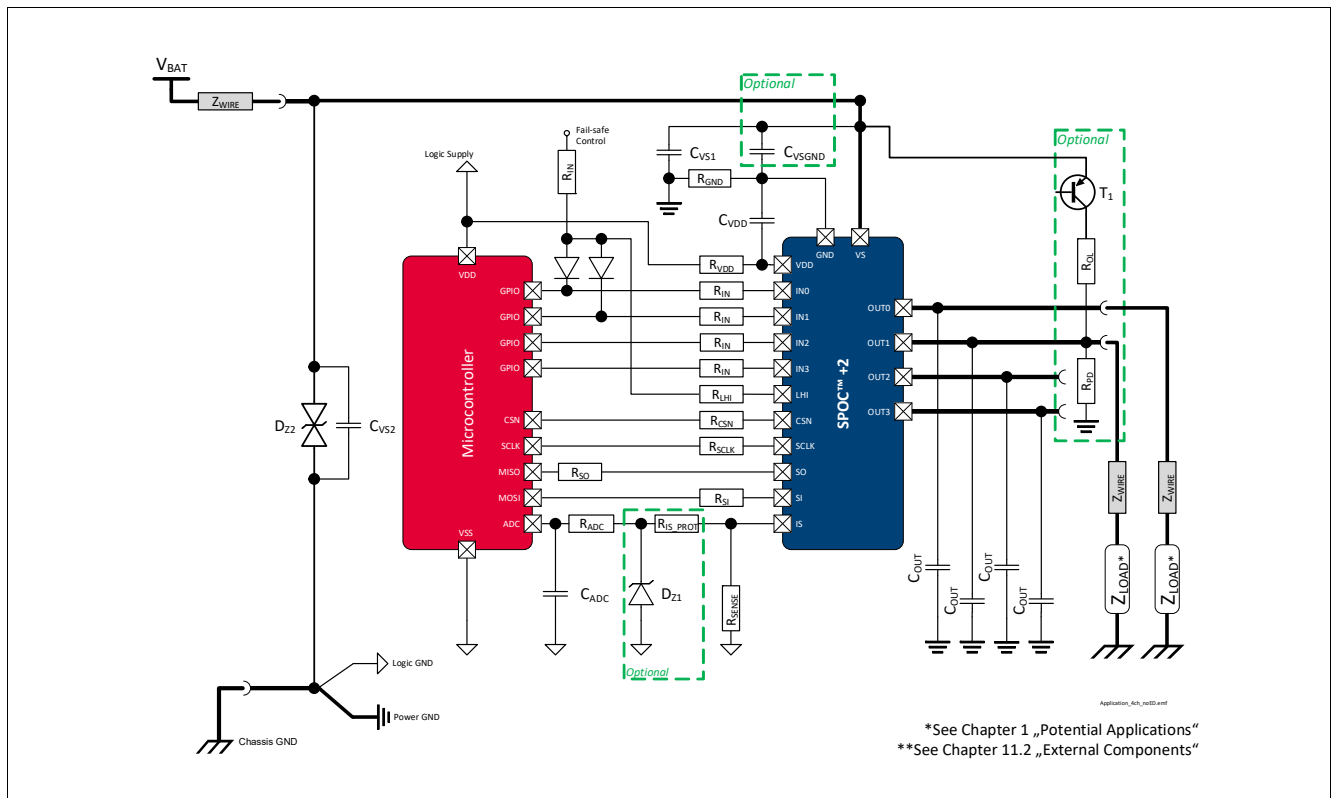 VBAT
ZWIRE
Optional
Fail-safe
Control
Logic Supply
RIN
CVS1
CVSGND
RGND
CVDD
Optional
T1
ROL
RPD
VDD
GPIO
GPIO
GPIO
GPIO
CSN
SCLK
MISO
MOSI
ADC
VSS
Microcontroller
RVDD
RIN
RIN
RIN
RIN
RLHI
RCSN
RSCLK
RSO
RSI
RADC
RIS_PROT
GND
VS
VDD
IN0
IN1
IN2
IN3
LHI
CSN
SCLK
SO
SI
IS
SPOC™ +2
OUT0
OUT1
OUT2
OUT3
DZ2
CVS2
CADC
DZ1
RSENSE
Optional
COUT
COUT
COUT
COUT
ZWIRE
ZWIRE
ZLOAD*
ZLOAD*
Logic GND
Power GND
Chassis GND
Application_4ch_noED.emf
*See Chapter 1 „Potential Applications“
**See Chapter 11.2 „External Components“